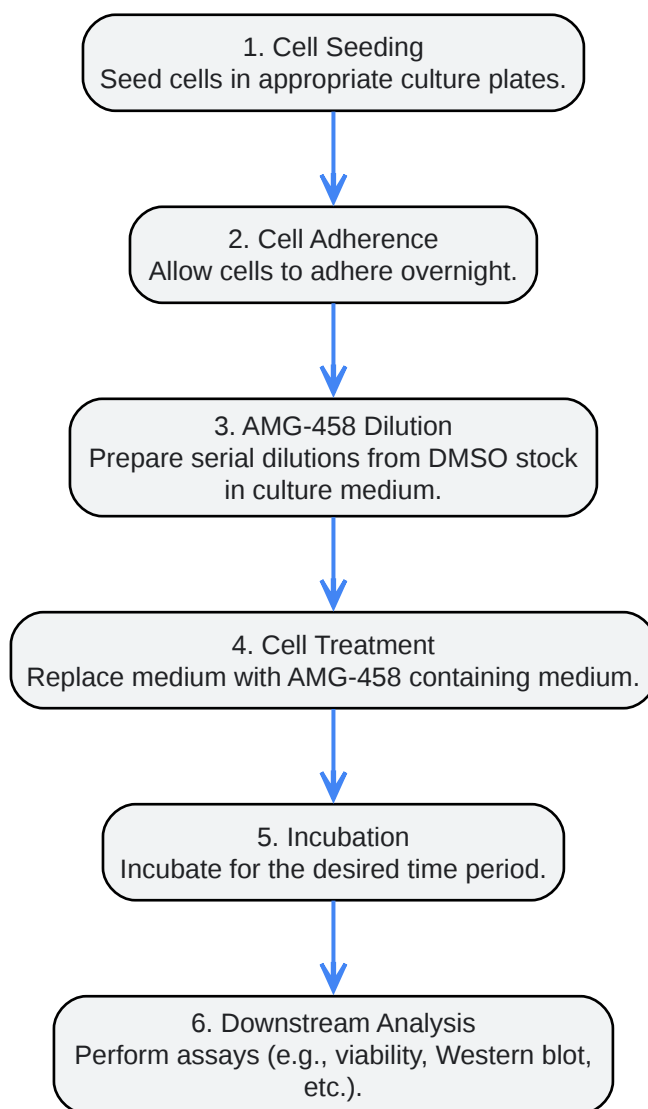 1. Cell Seeding
Seed cells in appropriate culture plates.
2. Cell Adherence
Allow cells to adhere overnight.
3. AMG-458 Dilution
Prepare serial dilutions from DMSO stock
in culture medium.
4. Cell Treatment
Replace medium with AMG-458 containing medium.
5. Incubation
Incubate for the desired time period.
6. Downstream Analysis
Perform assays (e.g., viability, Western blot,
etc.).